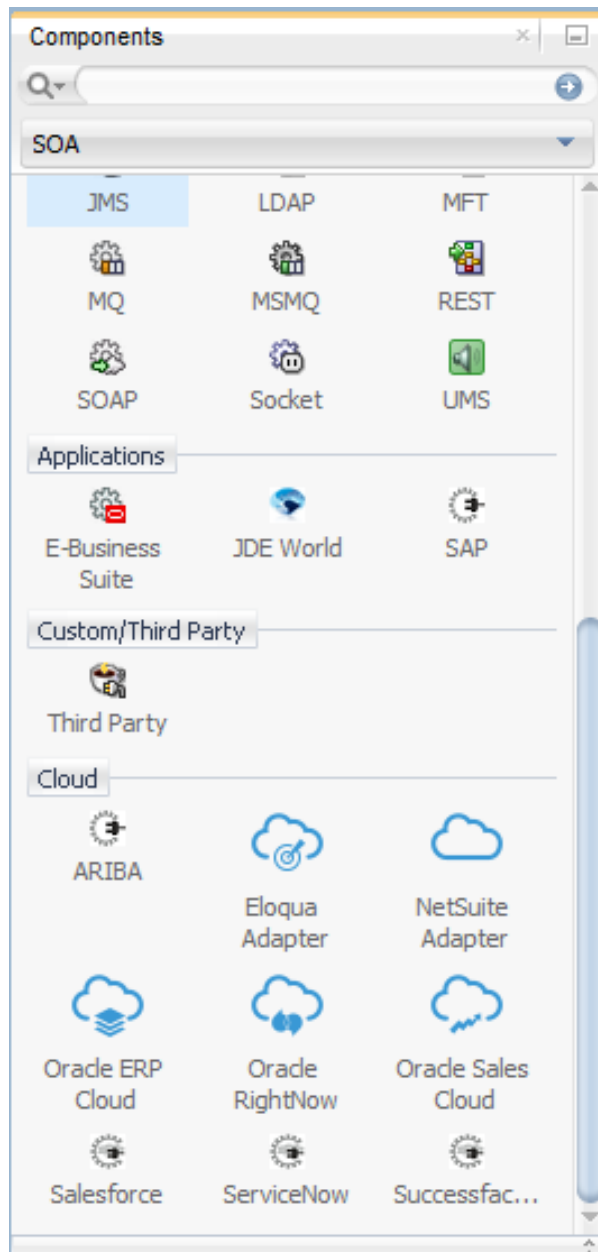 Components
SOA
JMS LDAP MFT
MQ MSMQ REST
SOAP Socket UMS
Applications
E-Business JDE World SAP
Suite
Custom/Third Party
Third Party
Cloud
ARIBA
Eloqua NetSuite
Adapter Adapter
Oracle ERP Oracle Oracle Sales
Cloud RightNow Cloud
Salesforce ServiceNow Successfac...